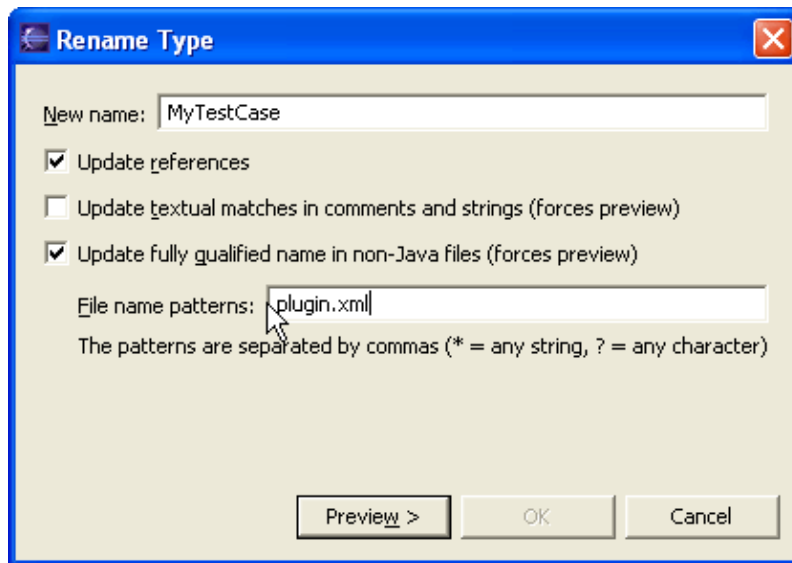 Rename Type
New name: MyTestCase
Update references
Update textual matches in comments and strings (forces preview)
Update fully qualified name in non-Java files (forces preview)
File name patterns: plugin.xml
The patterns are separated by commas (* = any string, ? = any character)
Preview > OK Cancel